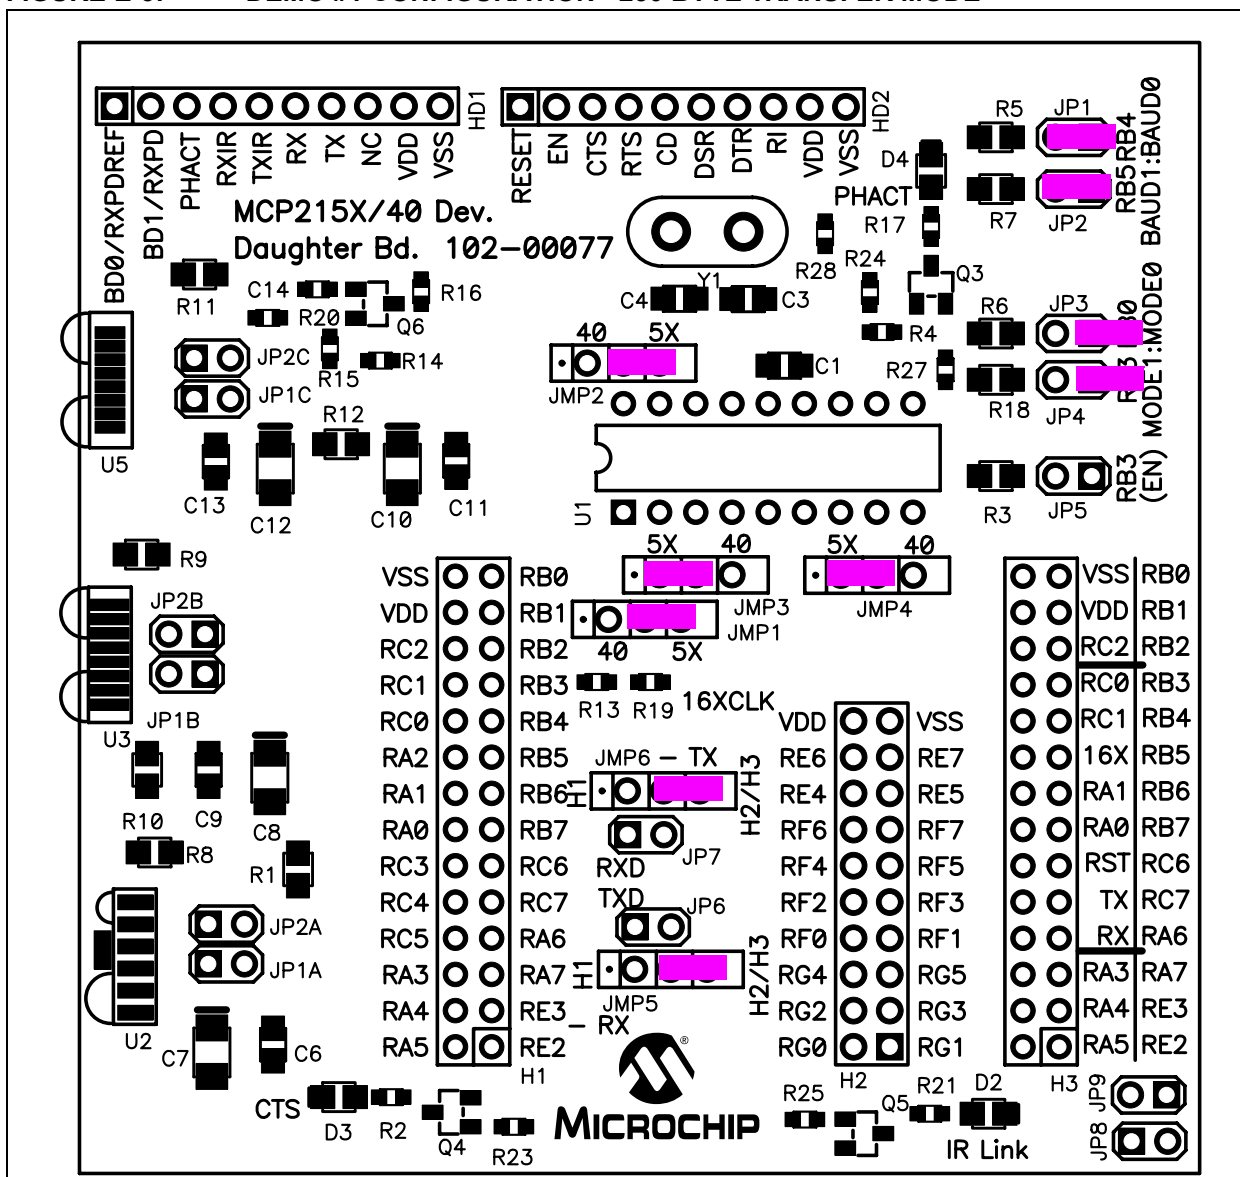 HD1
HD2
BD0/RXPDREF
BD1/RXPD
PHACT
RXIR
TXIR
RX
TX
NC
VDD
VSS
RESET
EN
CTS
RTS
CD
DSR
DTR
RI
VDD
VSS
MCP215X/40 Dev.
Daughter Bd. 102-00077
R5
JP1
D4
PHACT
R7
JP2
RB5RB4
BAUD1:BAUD0
R17
R28
R24
Q3
Y1
C4
C3
R4
R6
JP3
R27
R18
JP4
MODE1:MODE0
R3
JP5
RB3
(EN)
R11
C14
R20
R16
Q6
R15
R14
JP2C
JP1C
R12
U5
C13
C12
C10
C11
40 5X
JMP2
C1
U1
5X 40
JMP3
5X 40
JMP4
JMP1
40 5X
R13
R19
16XCLK
R9
JP2B
JP1B
U3
R10
C9
C8
R8
R1
JP2A
JP1A
U2
C7
C6
VSS RB0
VDD RB1
RC2 RB2
RC1 RB3
RC0 RB4
RA2 RB5
RA1 RB6
RA0 RB7
RC3 RC6
RC4 RC7
RC5 RA6
RA3 RA7
RA4 RE3
RA5 RE2
H1
JMP6 - TX
H1
H2/H3
JP7
RXD
TXD
JP6
H1
H2/H3
JMP5
- RX
VDD VSS
RE6 RE7
RE4 RE5
RF6 RF7
RF4 RF5
RF2 RF3
RF0 RF1
RG4 RG5
RG2 RG3
RG0 RG1
H2
VSS RB0
VDD RB1
RC2 RB2
RC0 RB3
RC1 RB4
16X RB5
RA1 RB6
RA0 RB7
RST RC6
TX RC7
RX RA6
RA3 RA7
RA4 RE3
RA5 RE2
H3
CTS
D3
R2
Q4
R23
®
MICROCHIP
R25
Q5
R21
D2
IR Link
JP9
JP8